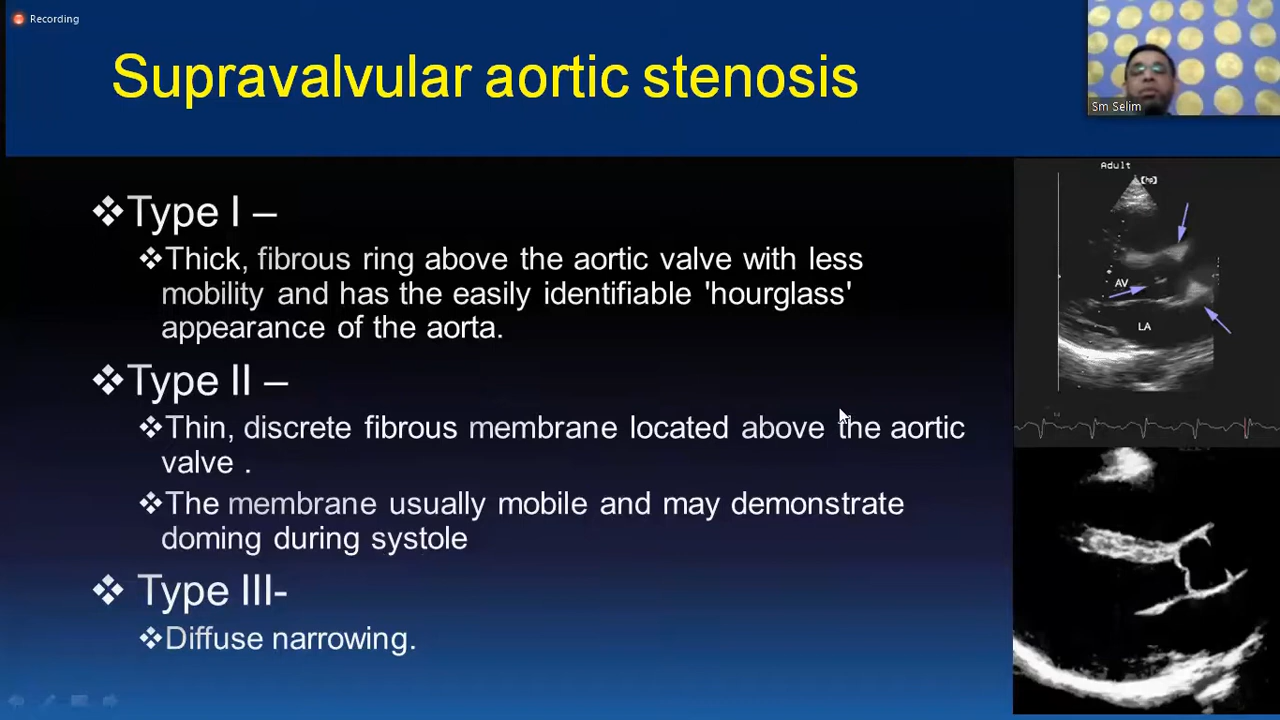 Recording
Supravalvular aortic stenosis
Sm Selim
❖Type I –
❖Thick, fibrous ring above the aortic valve with less
mobility and has the easily identifiable 'hourglass'
appearance of the aorta.
❖Type II –
❖Thin, discrete fibrous membrane located above the aortic
valve .
❖The membrane usually mobile and may demonstrate
doming during systole
❖ Type III-
❖Diffuse narrowing.
Adult
[hp]
AV
LA